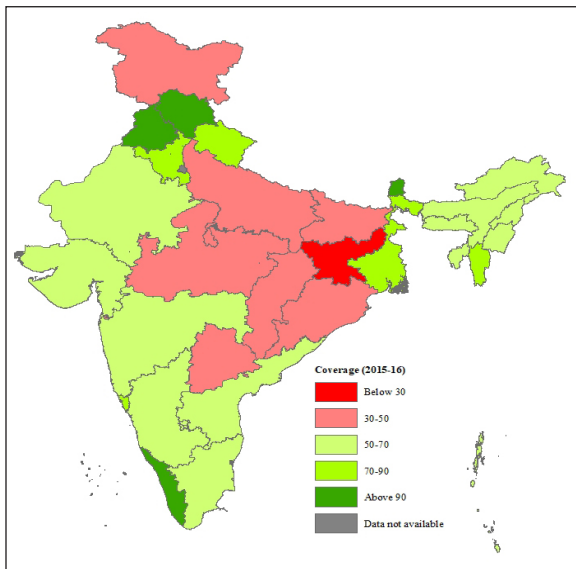 Coverage (2015-16)
Below 30
30-50
50-70
70-90
Above 90
Data not available